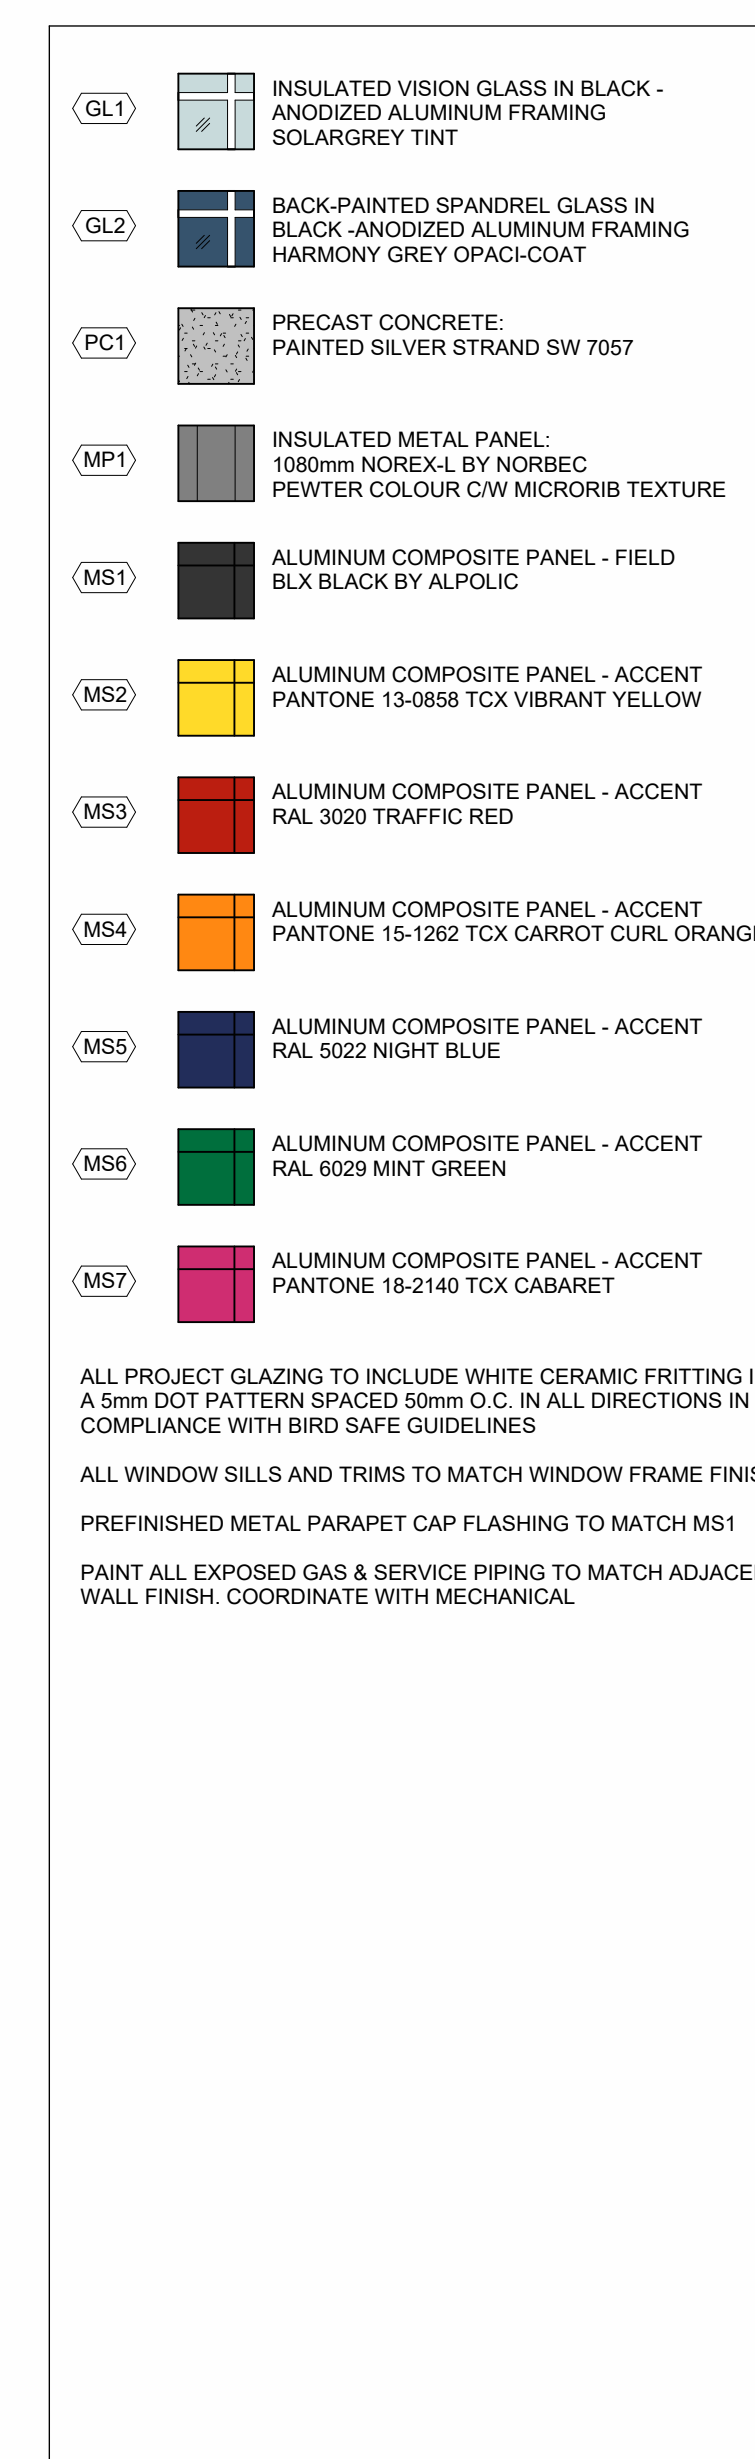 GL1
INSULATED VISION GLASS IN BLACK -
ANODIZED ALUMINUM FRAMING
SOLARGREY TINT
GL2
BACK-PAINTED SPANDREL GLASS IN
BLACK -ANODIZED ALUMINUM FRAMING
HARMONY GREY OPACI-COAT
PC1
PRECAST CONCRETE:
PAINTED SILVER STRAND SW 7057
MP1
INSULATED METAL PANEL:
1080mm NOREX-L BY NORBEC
PEWTER COLOUR C/W MICRORIB TEXTURE
MS1
ALUMINUM COMPOSITE PANEL - FIELD
BLX BLACK BY ALPOLIC
MS2
ALUMINUM COMPOSITE PANEL - ACCENT
PANTONE 13-0858 TCX VIBRANT YELLOW
MS3
ALUMINUM COMPOSITE PANEL - ACCENT
RAL 3020 TRAFFIC RED
MS4
ALUMINUM COMPOSITE PANEL - ACCENT
PANTONE 15-1262 TCX CARROT CURL ORANG
MS5
ALUMINUM COMPOSITE PANEL - ACCENT
RAL 5022 NIGHT BLUE
MS6
ALUMINUM COMPOSITE PANEL - ACCENT
RAL 6029 MINT GREEN
MS7
ALUMINUM COMPOSITE PANEL - ACCENT
PANTONE 18-2140 TCX CABARET
ALL PROJECT GLAZING TO INCLUDE WHITE CERAMIC FRITTING I
A 5mm DOT PATTERN SPACED 50mm O.C. IN ALL DIRECTIONS IN
COMPLIANCE WITH BIRD SAFE GUIDELINES
ALL WINDOW SILLS AND TRIMS TO MATCH WINDOW FRAME FINI
PREFINISHED METAL PARAPET CAP FLASHING TO MATCH MS1
PAINT ALL EXPOSED GAS & SERVICE PIPING TO MATCH ADJACE
WALL FINISH. COORDINATE WITH MECHANICAL